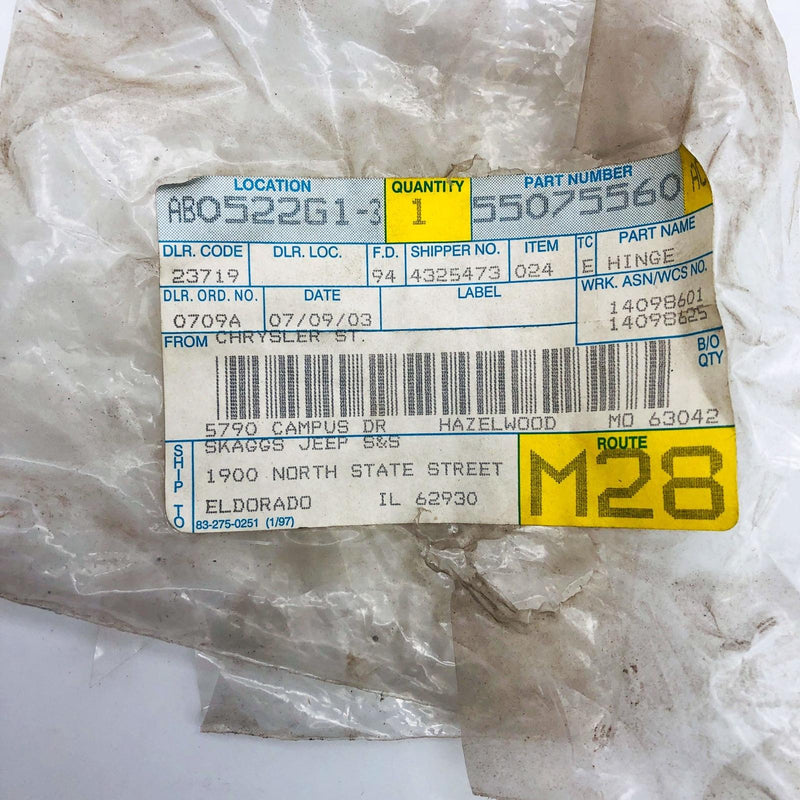 LOCATION QUANTITY PART NUMBER
AB0522G1-3 1 55075560
DLR. CODE DLR. LOC. F.D. SHIPPER NO. ITEM TC PART NAME
23719 94 4325473 024 E HINGE
DLR. ORD. NO. DATE LABEL WRK. ASN/WCS NO.
0709A 07/09/03 14098601
14098625
FROM CHRYSLER ST. B/O QTY
5790 CAMPUS DR HAZELWOOD MO 63042
SHIP TO SKAGGS JEEP S&S ROUTE
1900 NORTH STATE STREET M28
ELDORADO IL 62930
83-275-0251 (1/97)